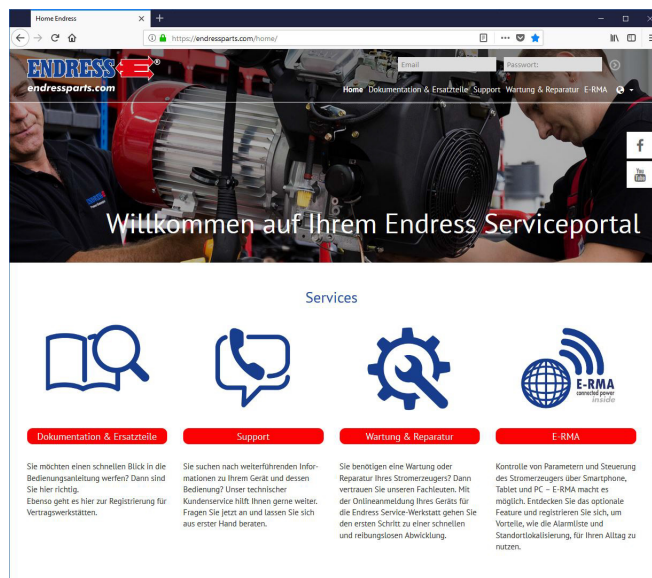 Home Endress
https://endressparts.com/home/
ENDRESS®
endressparts.com
Email
Passwort:
Home Dokumentation & Ersatzteile Support Wartung & Reparatur E-RMA
You
Tube
Willkommen auf Ihrem Endress Serviceportal
Services
E-RMA
connected power
inside
Dokumentation & Ersatzteile
Support
Wartung & Reparatur
E-RMA
Sie möchten einen schnellen Blick in die
Bedienungsanleitung werfen? Dann sind
Sie hier richtig.
Ebenso geht es hier zur Registrierung für
Vertragswerkstätten.
Sie suchen nach weiterführenden Infor-
mationen zu Ihrem Gerät und dessen
Bedienung? Unser technischer
Kundenservice hilft Ihnen gerne weiter.
Fragen Sie jetzt an und lassen Sie sich
aus erster Hand beraten.
Sie benötigen eine Wartung oder
Reparatur Ihres Stromerzeugers? Dann
vertrauen Sie unseren Fachleuten. Mit
der Onlineanmeldung Ihres Geräts für
die Endress Service-Werkstatt gehen Sie
den ersten Schritt zu einer schnellen
und reibungslosen Abwicklung.
Kontrolle von Parametern und Steuerung
des Stromerzeugers über Smartphone,
Tablet und PC – E-RMA macht es
möglich. Entdecken Sie das optionale
Feature und registrieren Sie sich, um
Vorteile, wie die Alarmliste und
Standortlokalisierung, für Ihren Alltag zu
nutzen.